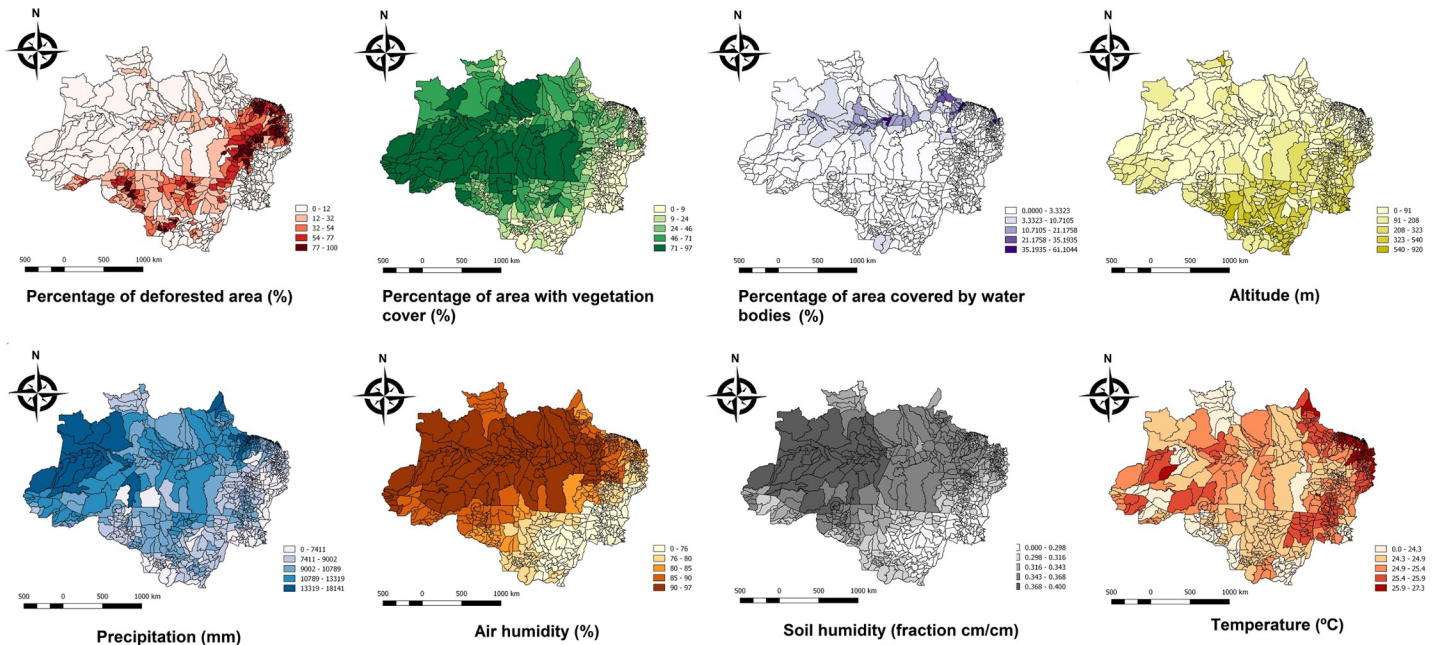 N
0 - 12
12 - 32
32 - 54
54 - 77
77 - 100
500 0 500 1000 km
Percentage of deforested area (%)
N
0 - 9
9 - 24
24 - 46
46 - 71
71 - 97
500 0 500 1000 km
Percentage of area with vegetation
cover (%)
N
0.0000 - 3.3323
3.3323 - 10.7105
10.7105 - 21.1758
21.1758 - 35.1935
35.1935 - 61.1044
500 0 500 1000 km
Percentage of area covered by water
bodies (%)
N
0 - 91
91 - 208
208 - 323
323 - 540
540 - 920
500 0 500 1000 km
Altitude (m)
N
0 - 7411
7411 - 9002
9002 - 10789
10789 - 13319
13319 - 18141
500 0 500 1000 km
Precipitation (mm)
N
0 - 76
76 - 80
80 - 85
85 - 90
90 - 97
500 0 500 1000 km
Air humidity (%)
N
0.000 - 0.298
0.298 - 0.316
0.316 - 0.343
0.343 - 0.368
0.368 - 0.400
500 0 500 1000 km
Soil humidity (fraction cm/cm)
N
0.0 - 24.3
24.3 - 24.9
24.9 - 25.4
25.4 - 25.9
25.9 - 27.3
500 0 500 1000 km
Temperature (ºC)